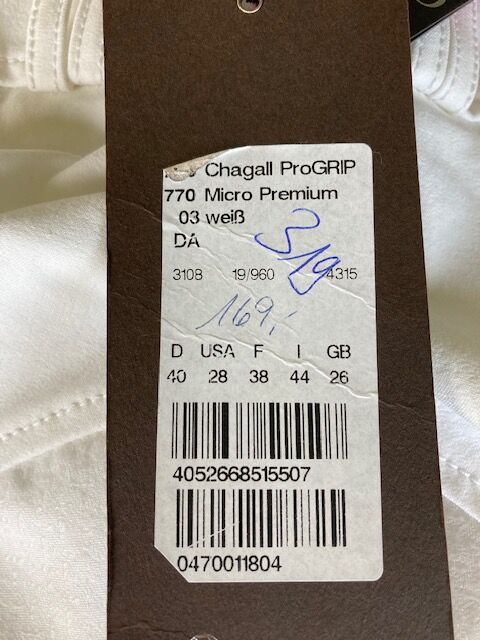 Chagall ProGRIP
770 Micro Premium
03 weiß
DA
319
3108 19/960 4315
169,-
D USA F I GB
40 28 38 44 26
4052668515507
0470011804